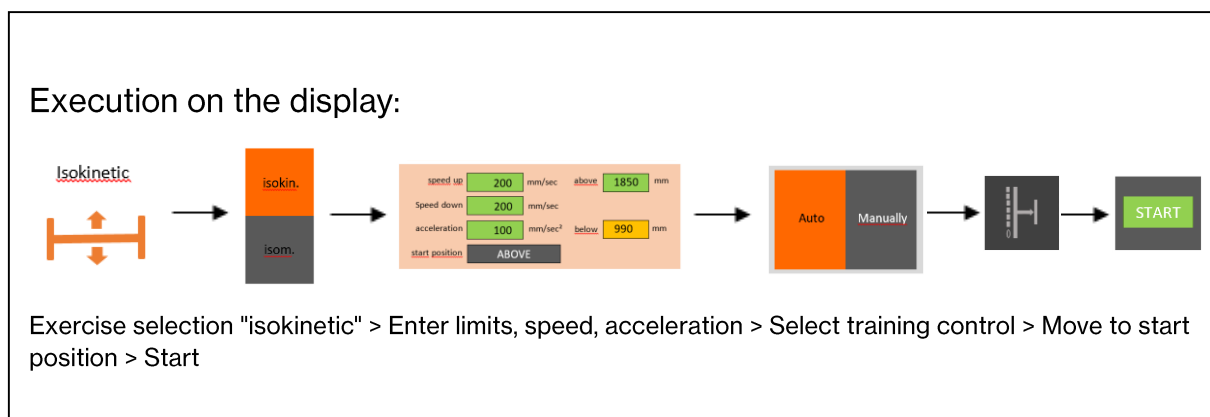 Execution on the display:
Isokinetic
isokin.
isom.
speed up 200 mm/sec above 1850 mm
Speed down 200 mm/sec
acceleration 100 mm/sec² below 990 mm
start position ABOVE
Auto Manually
0
START
Exercise selection "isokinetic" > Enter limits, speed, acceleration > Select training control > Move to start
position > Start